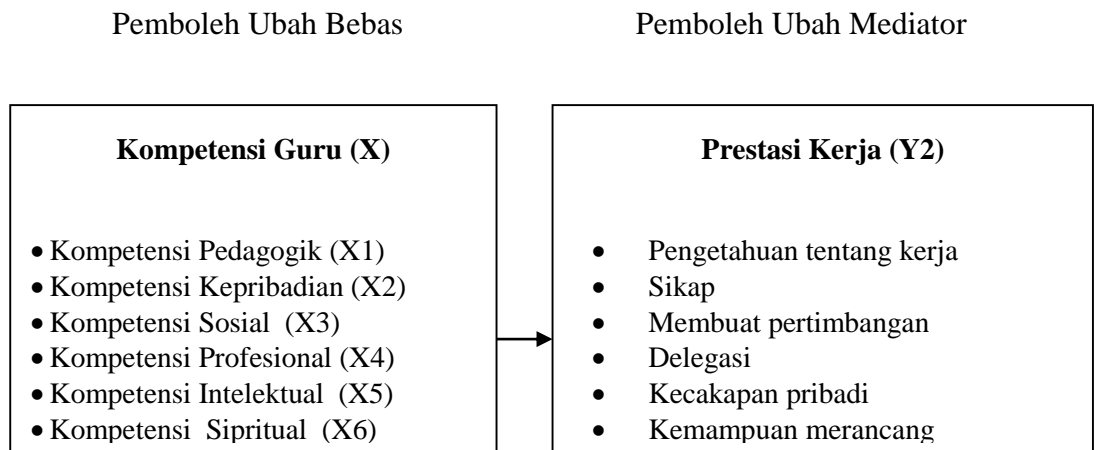 Pemboleh Ubah Bebas
Pemboleh Ubah Mediator
Kompetensi Guru (X)
• Kompetensi Pedagogik (X1)
• Kompetensi Kepribadian (X2)
• Kompetensi Sosial (X3)
• Kompetensi Profesional (X4)
• Kompetensi Intelektual (X5)
• Kompetensi Sipritual (X6)
Prestasi Kerja (Y2)
• Pengetahuan tentang kerja
• Sikap
• Membuat pertimbangan
• Delegasi
• Kecakapan pribadi
• Kemampuan merancang